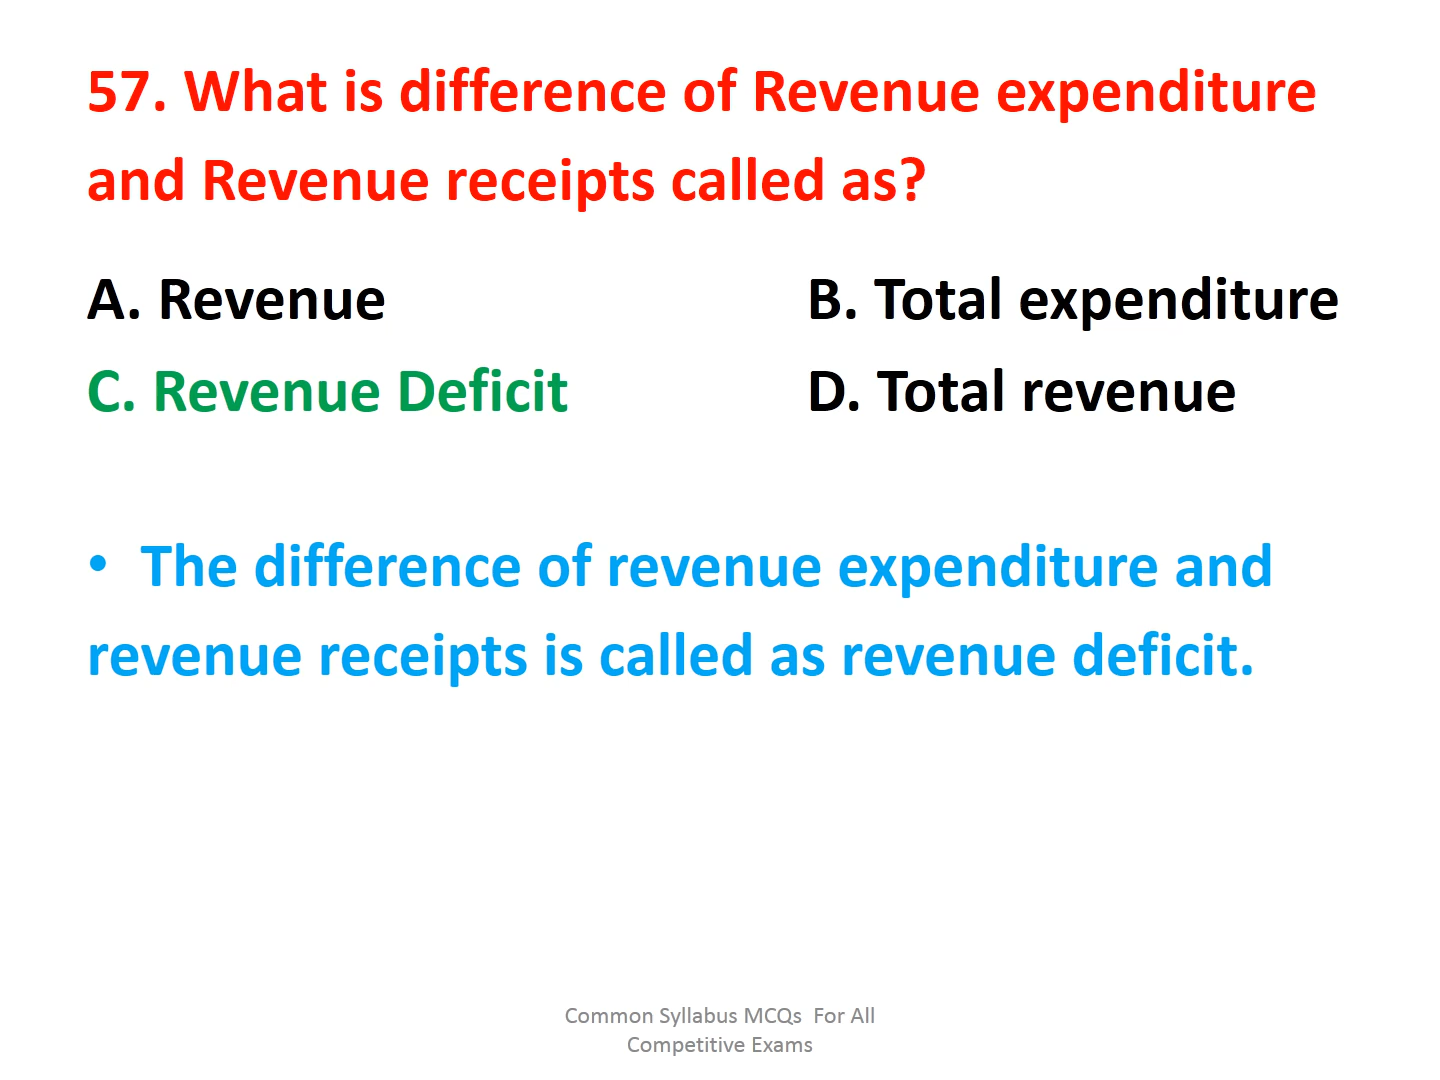 57. What is difference of Revenue expenditure
and Revenue receipts called as?
A. Revenue B. Total expenditure
C. Revenue Deficit D. Total revenue
• The difference of revenue expenditure and
revenue receipts is called as revenue deficit.
Common Syllabus MCQs For All
Competitive Exams